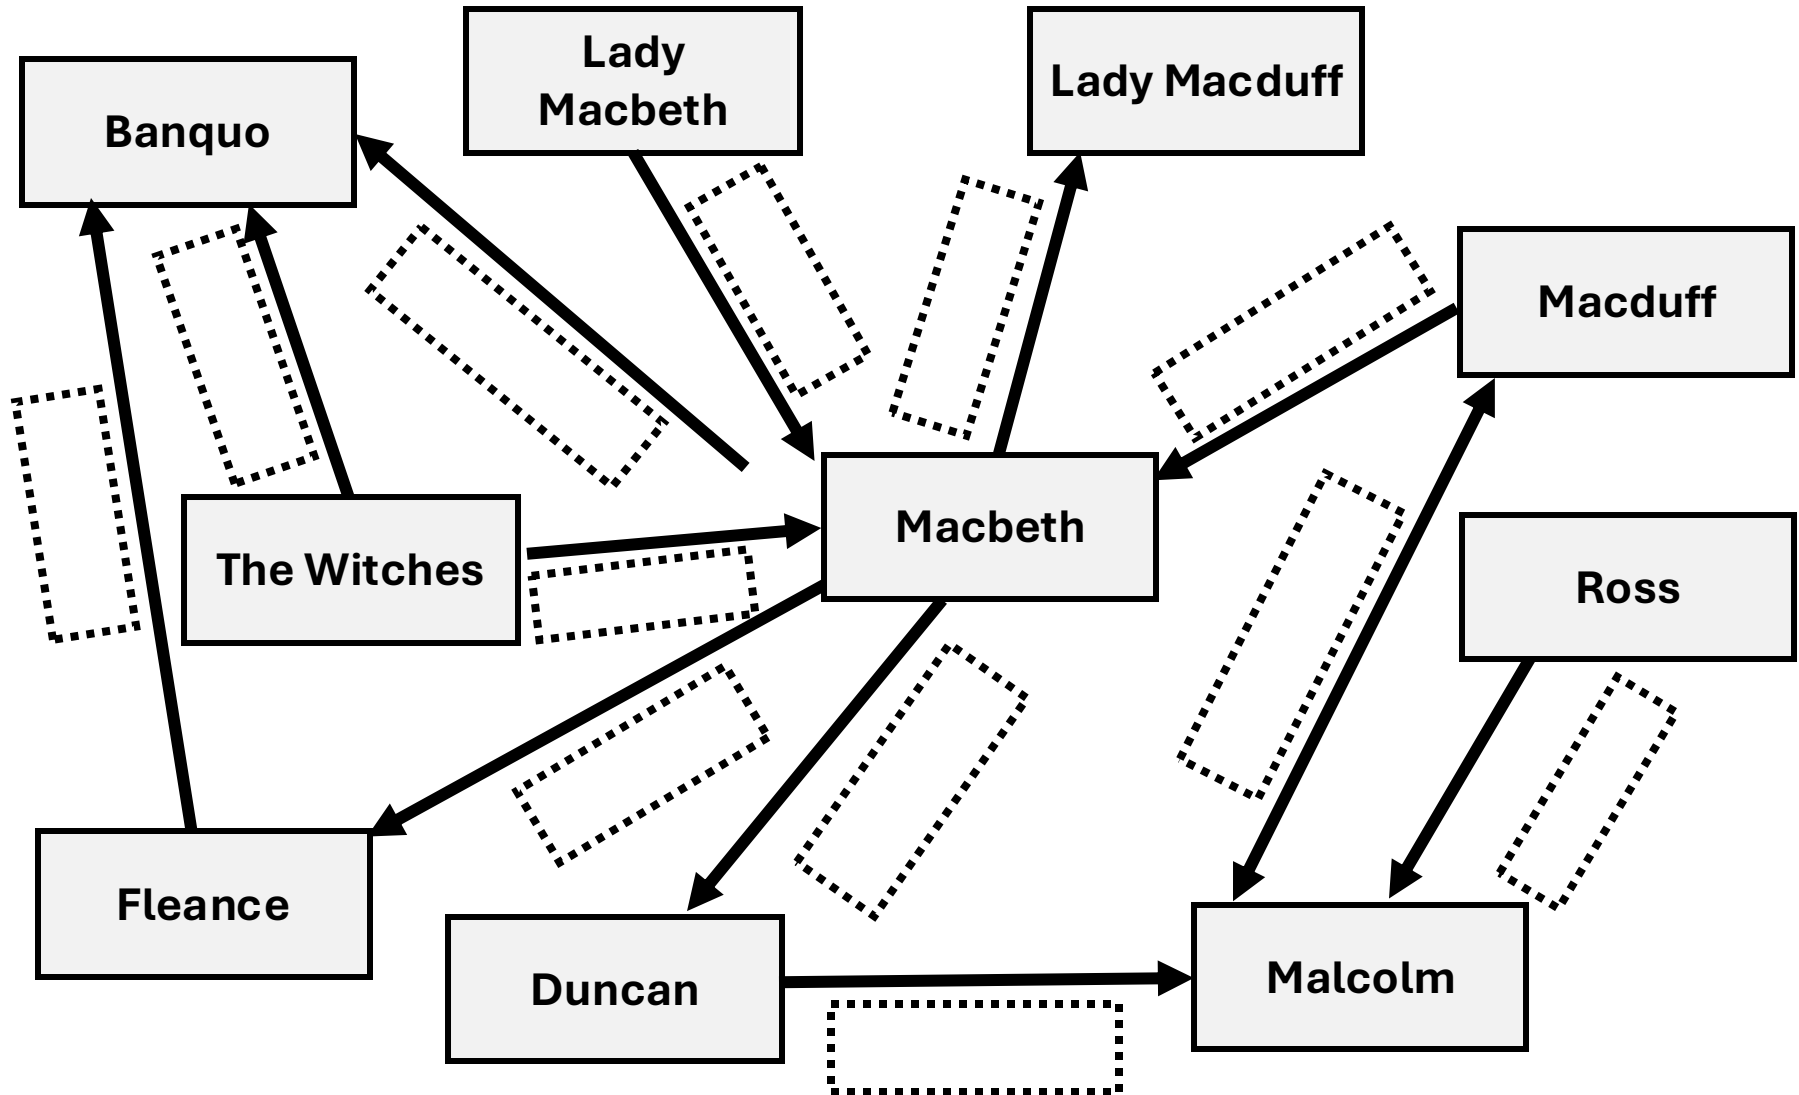 Lady
Macbeth
Lady Macduff
Banquo
Macduff
Macbeth
The Witches
Ross
Fleance
Duncan
Malcolm